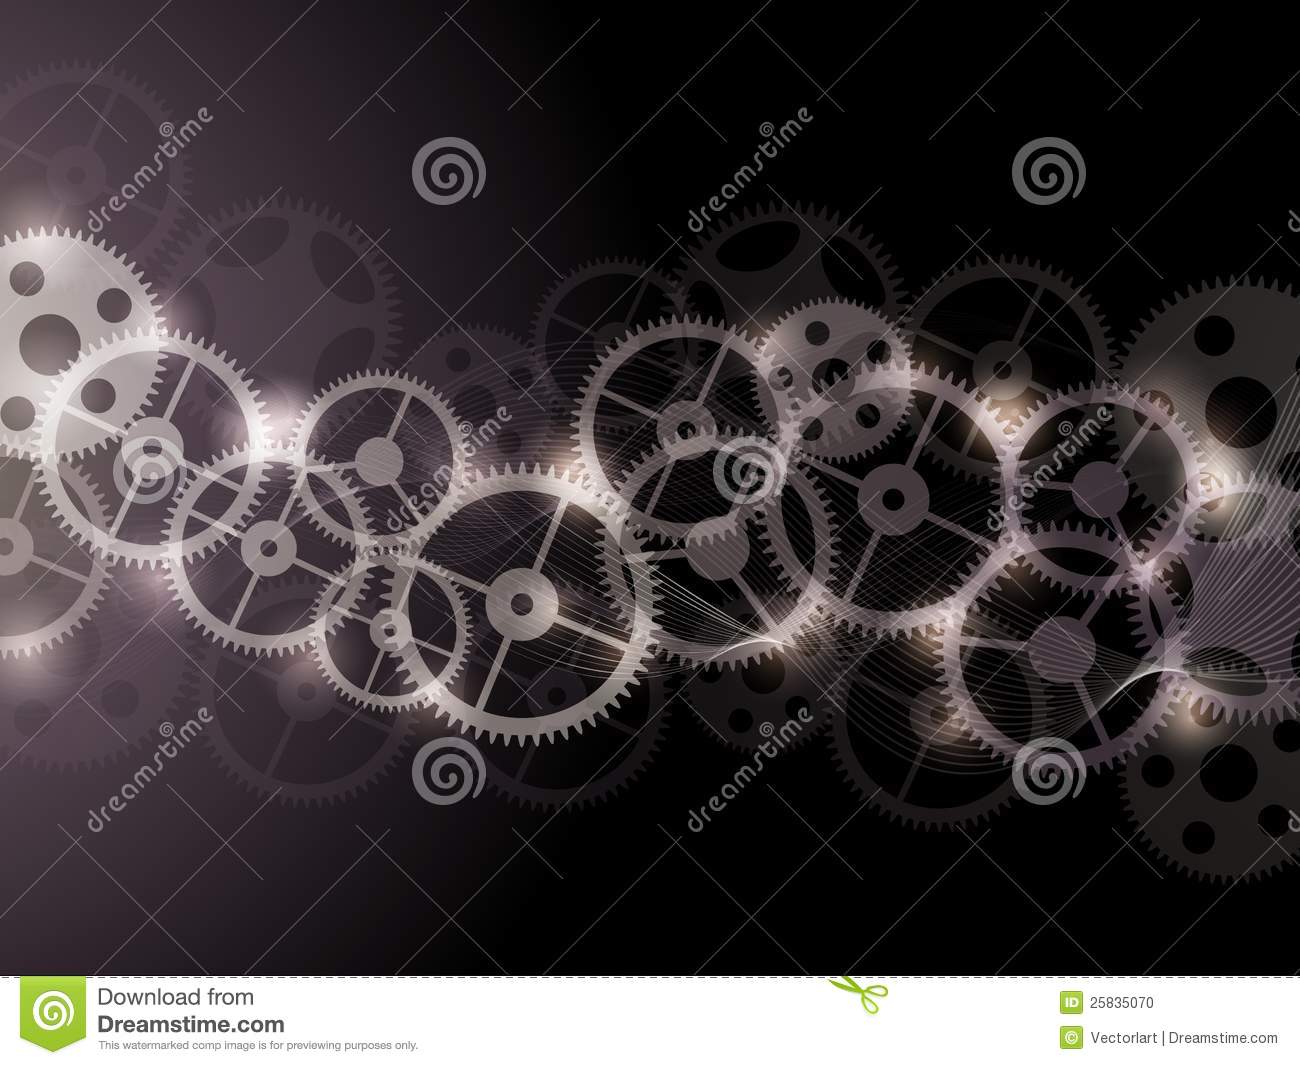 dreamstime
dreamstime
dreamstime
dreamstime
dreamstime
dreamstime
Download from
Dreamstime.com
This watermarked comp image is for previewing purposes only.
ID 25835070
© Vectorlart | Dreamstime.com